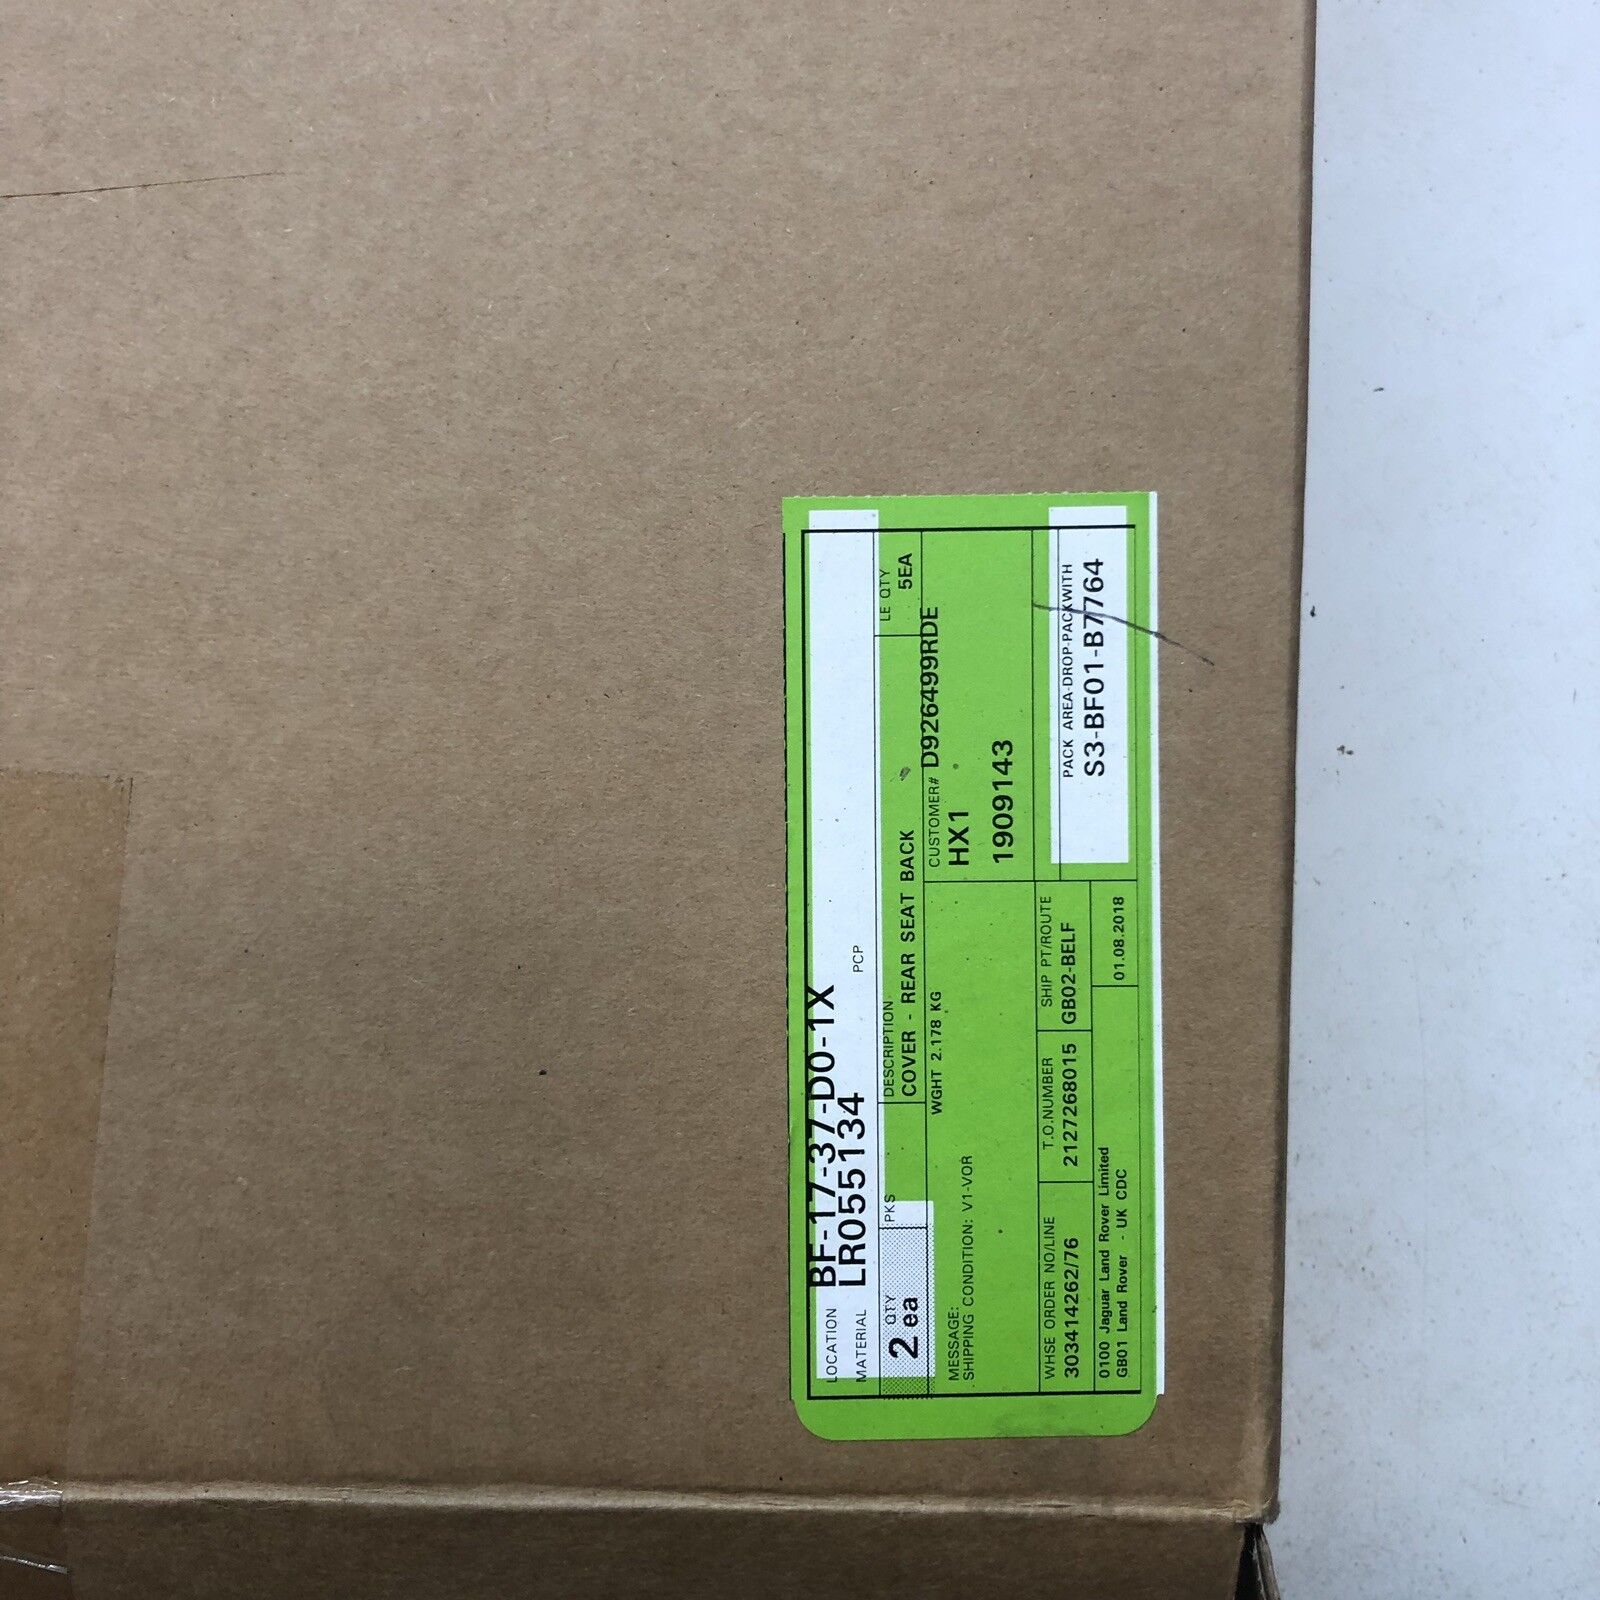 LOCATION BF-17-37-D0-1X
MATERIAL LR055134 PCP
QTY PKS DESCRIPTION LE QTY
2 ea COVER - REAR SEAT BACK 5EA
WGHT 2.178 KG CUSTOMER# D926499RDE
MESSAGE: HX1
SHIPPING CONDITION: V1-VOR
1909143
WHSE ORDER NO/LINE T.O.NUMBER SHIP PT/ROUTE
303414262/76 2127268015 GB02-BELF
PACK AREA-DROP-PACKWITH
S3-BF01-B7764
0100 Jaguar Land Rover Limited
GB01 Land Rover - UK CDC 01.08.2018